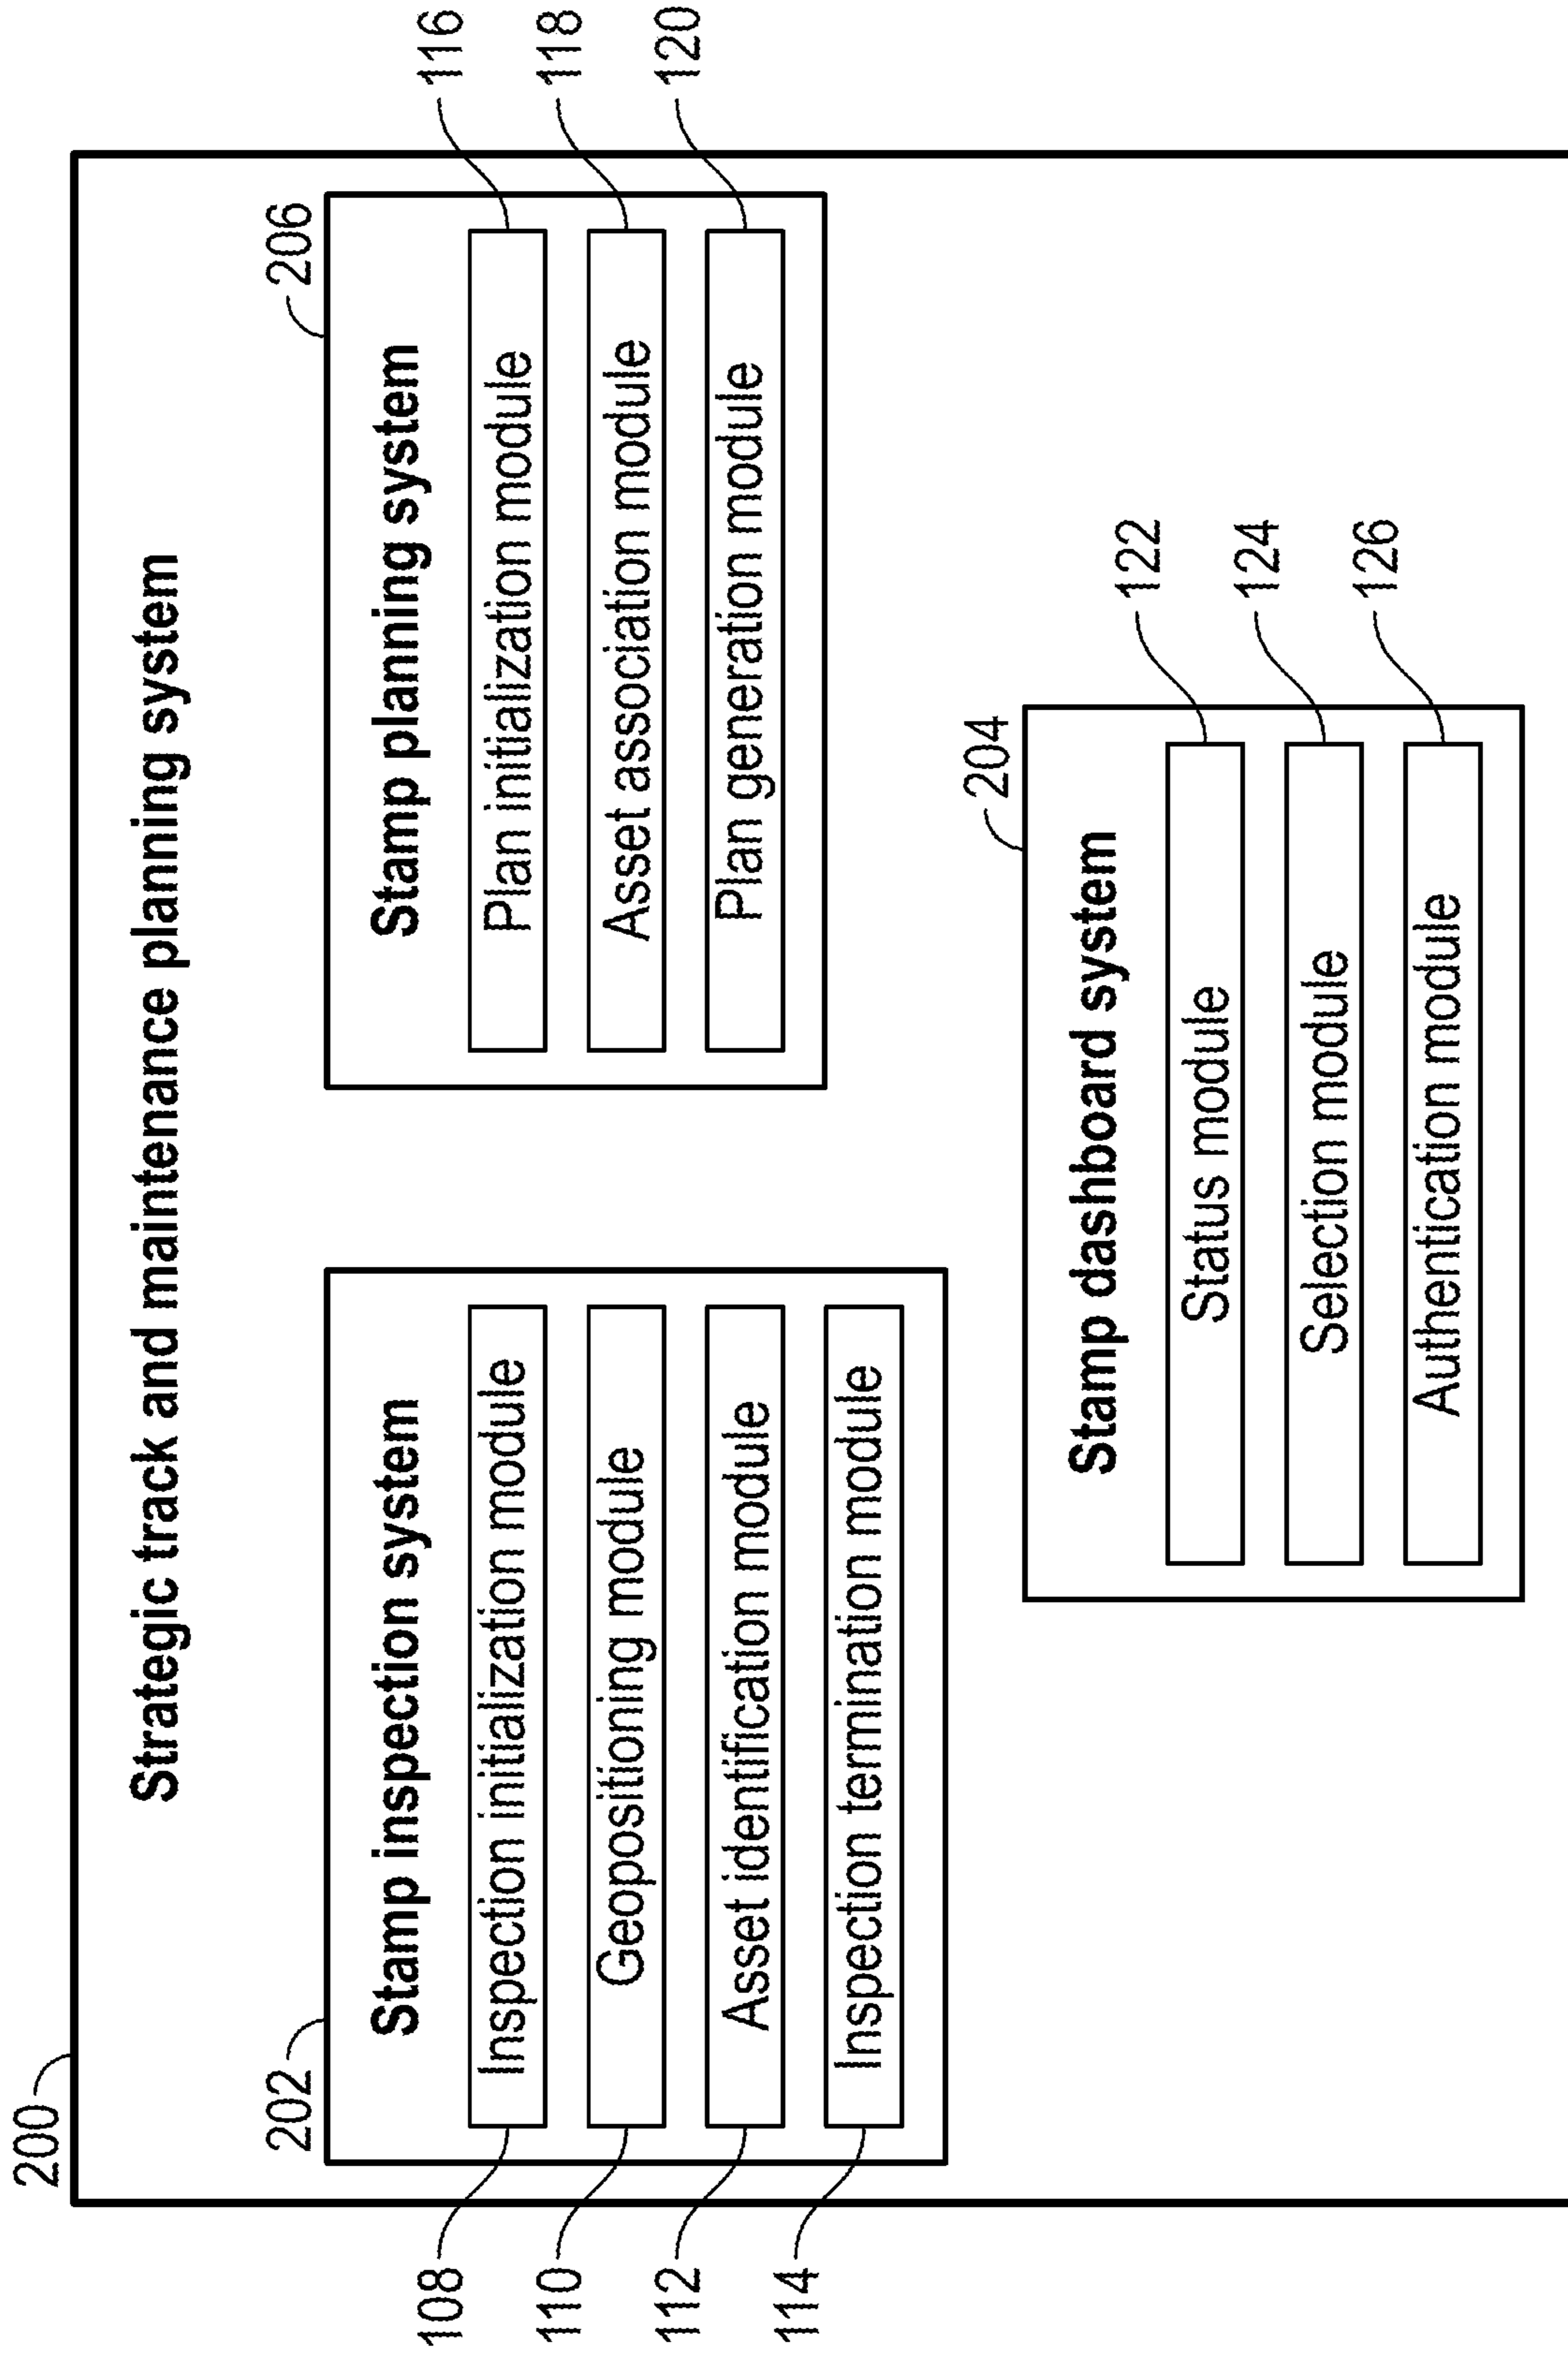 200
Strategic track and maintenance planning system
202
Stamp inspection system
108
Inspection initialization module
110
Geopositioning module
112
Asset identification module
114
Inspection termination module
206
Stamp planning system
Plan initialization module
116
Asset association module
118
Plan generation module
120
204
Stamp dashboard system
Status module
122
Selection module
124
Authentication module
126